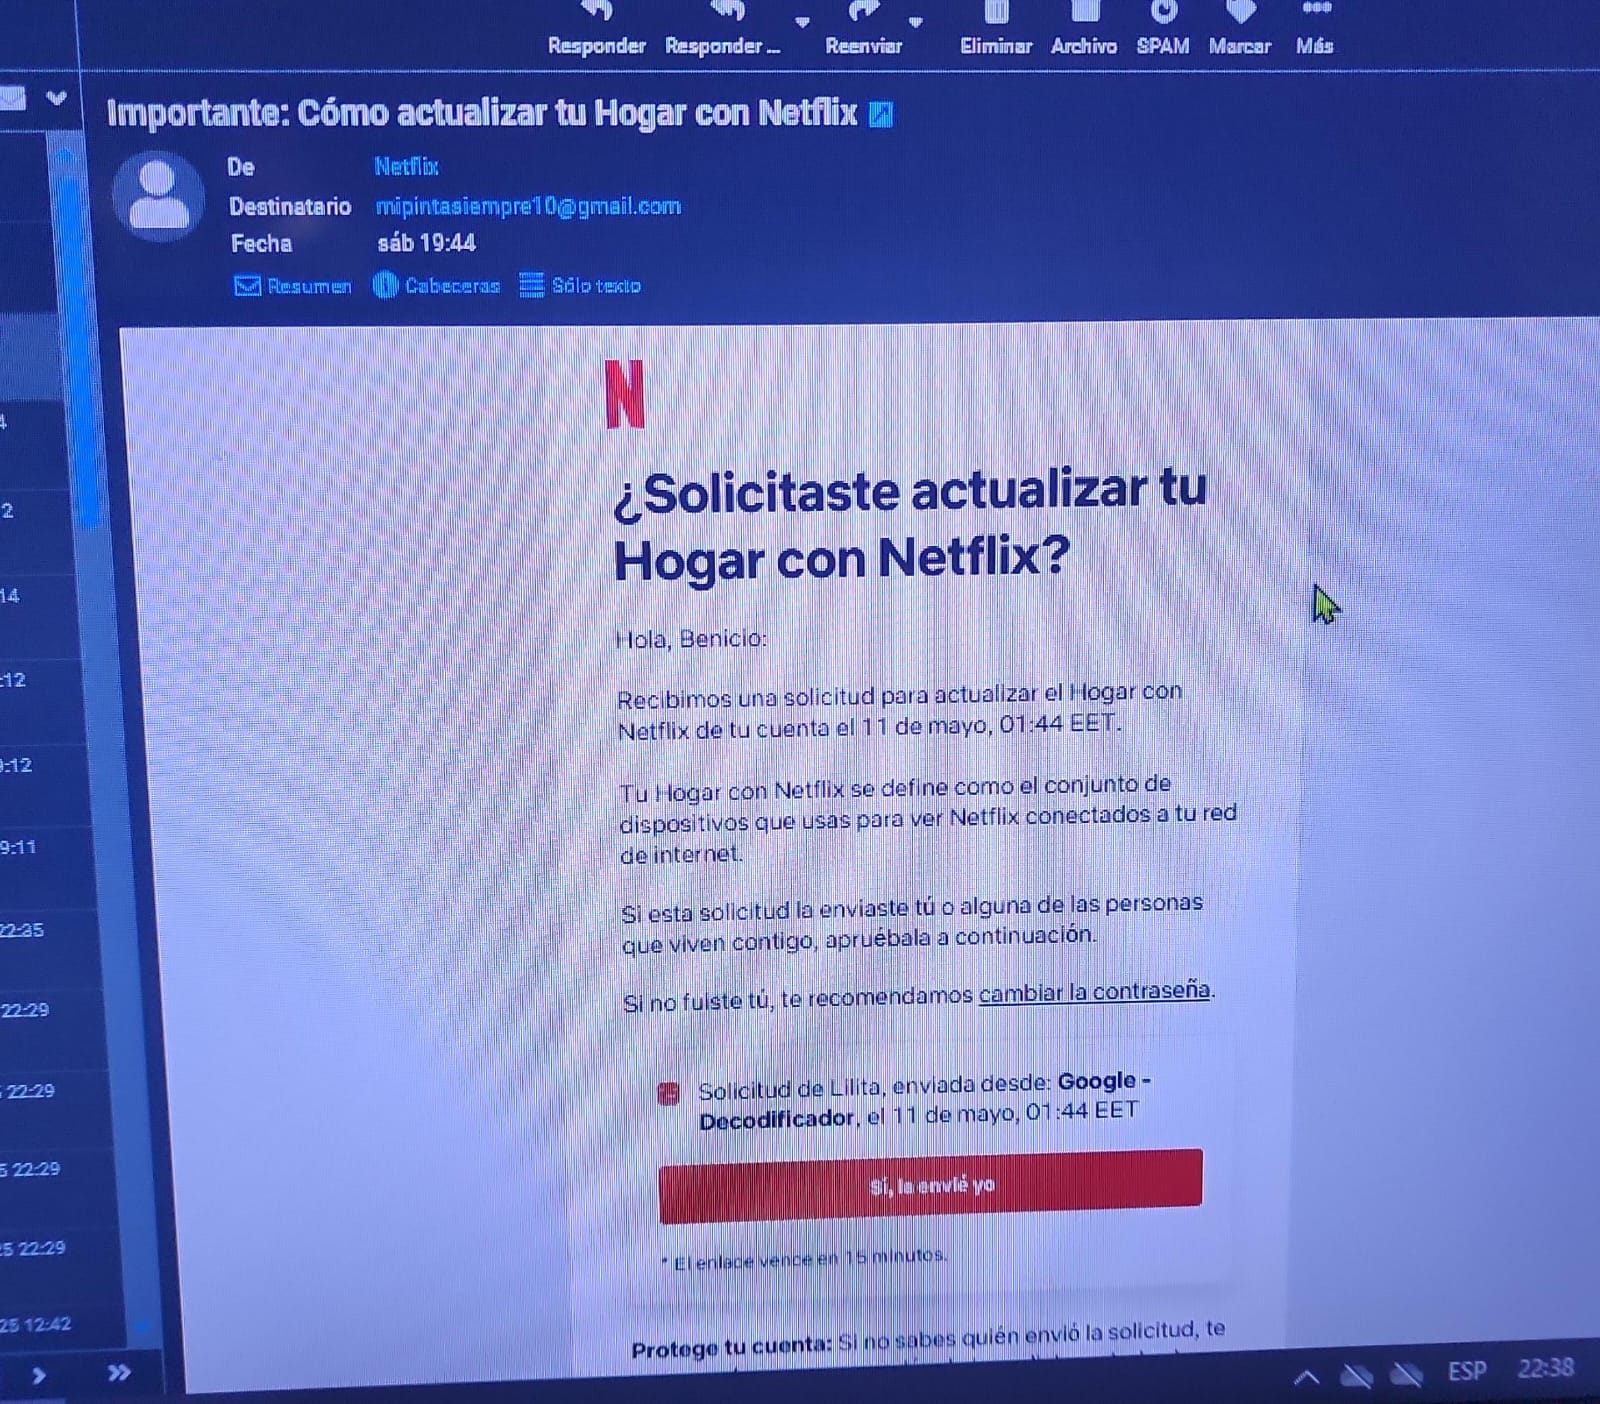 Responder Responder ... Reenviar Eliminar Archivo SPAM Marcar Más
Importante: Cómo actualizar tu Hogar con Netflix
De Netflix
Destinatario mipintasiempre10@gmail.com
Fecha sáb 19:44
Resumen Cabeceras Sólo texto
N
¿Solicitaste actualizar tu
Hogar con Netflix?
Hola, Benicio:
Recibimos una solicitud para actualizar el Hogar con
Netflix de tu cuenta el 11 de mayo, 01:44 EET.
Tu Hogar con Netflix se define como el conjunto de
dispositivos que usas para ver Netflix conectados a tu red
de internet.
Si esta solicitud la enviaste tú o alguna de las personas
que viven contigo, apruébala a continuación.
Si no fuiste tú, te recomendamos cambiar la contraseña.
Solicitud de Lilita, enviada desde: Google -
Decodificador, el 11 de mayo, 01:44 EET
Sí, la envié yo
* El enlace vence en 15 minutos.
Protege tu cuenta: Si no sabes quién envió la solicitud, te
4
2
14
:12
9:12
9:11
22:35
22:29
22:29
5 22:29
25 22:29
25 12:42
ESP 22:38